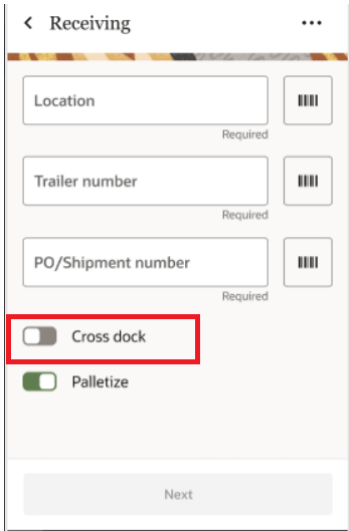 Receiving
Location
Required
Trailer number
Required
PO/Shipment number
Required
Cross dock
Palletize
Next